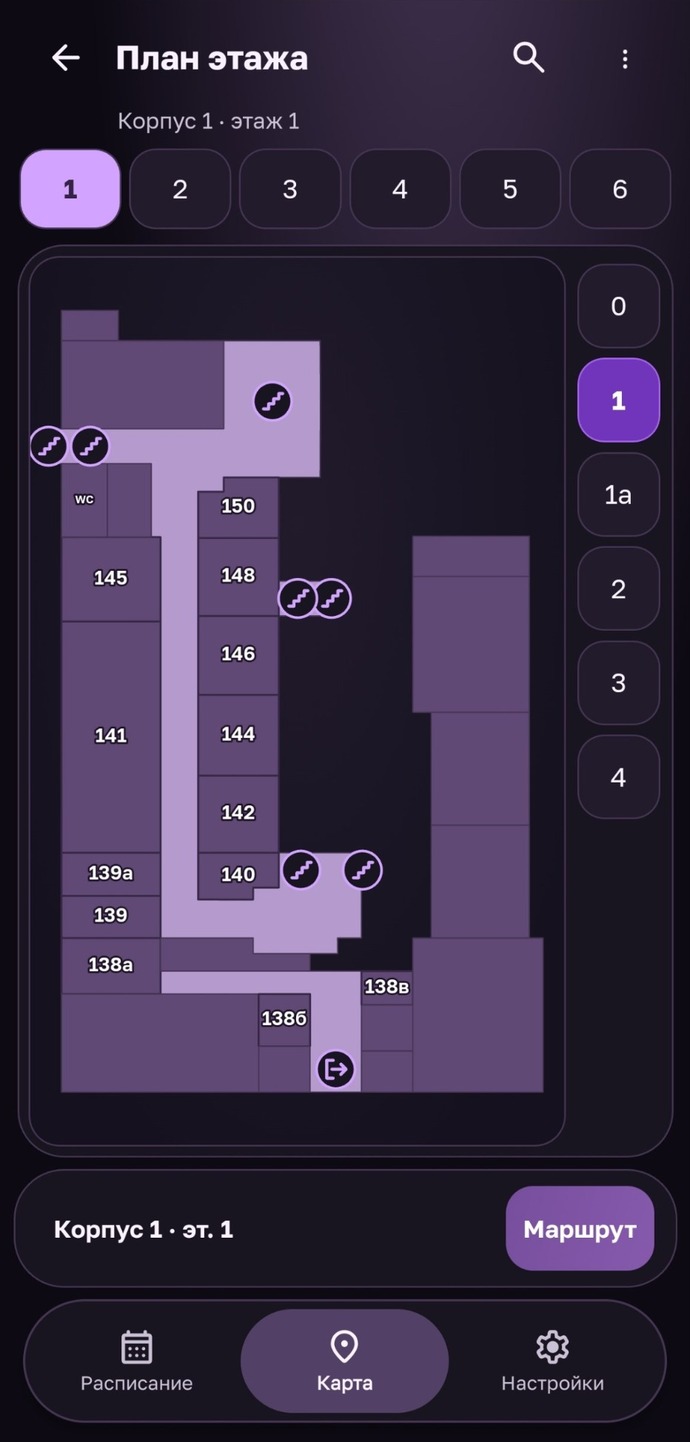 План этажа
Корпус 1 · этаж 1
1 2 3 4 5 6
0
1
1а
2
3
4
wc
150
145
148
146
141
144
142
139а
140
139
138а
138в
138б
Корпус 1 · эт. 1
Маршрут
Расписание
Карта
Настройки